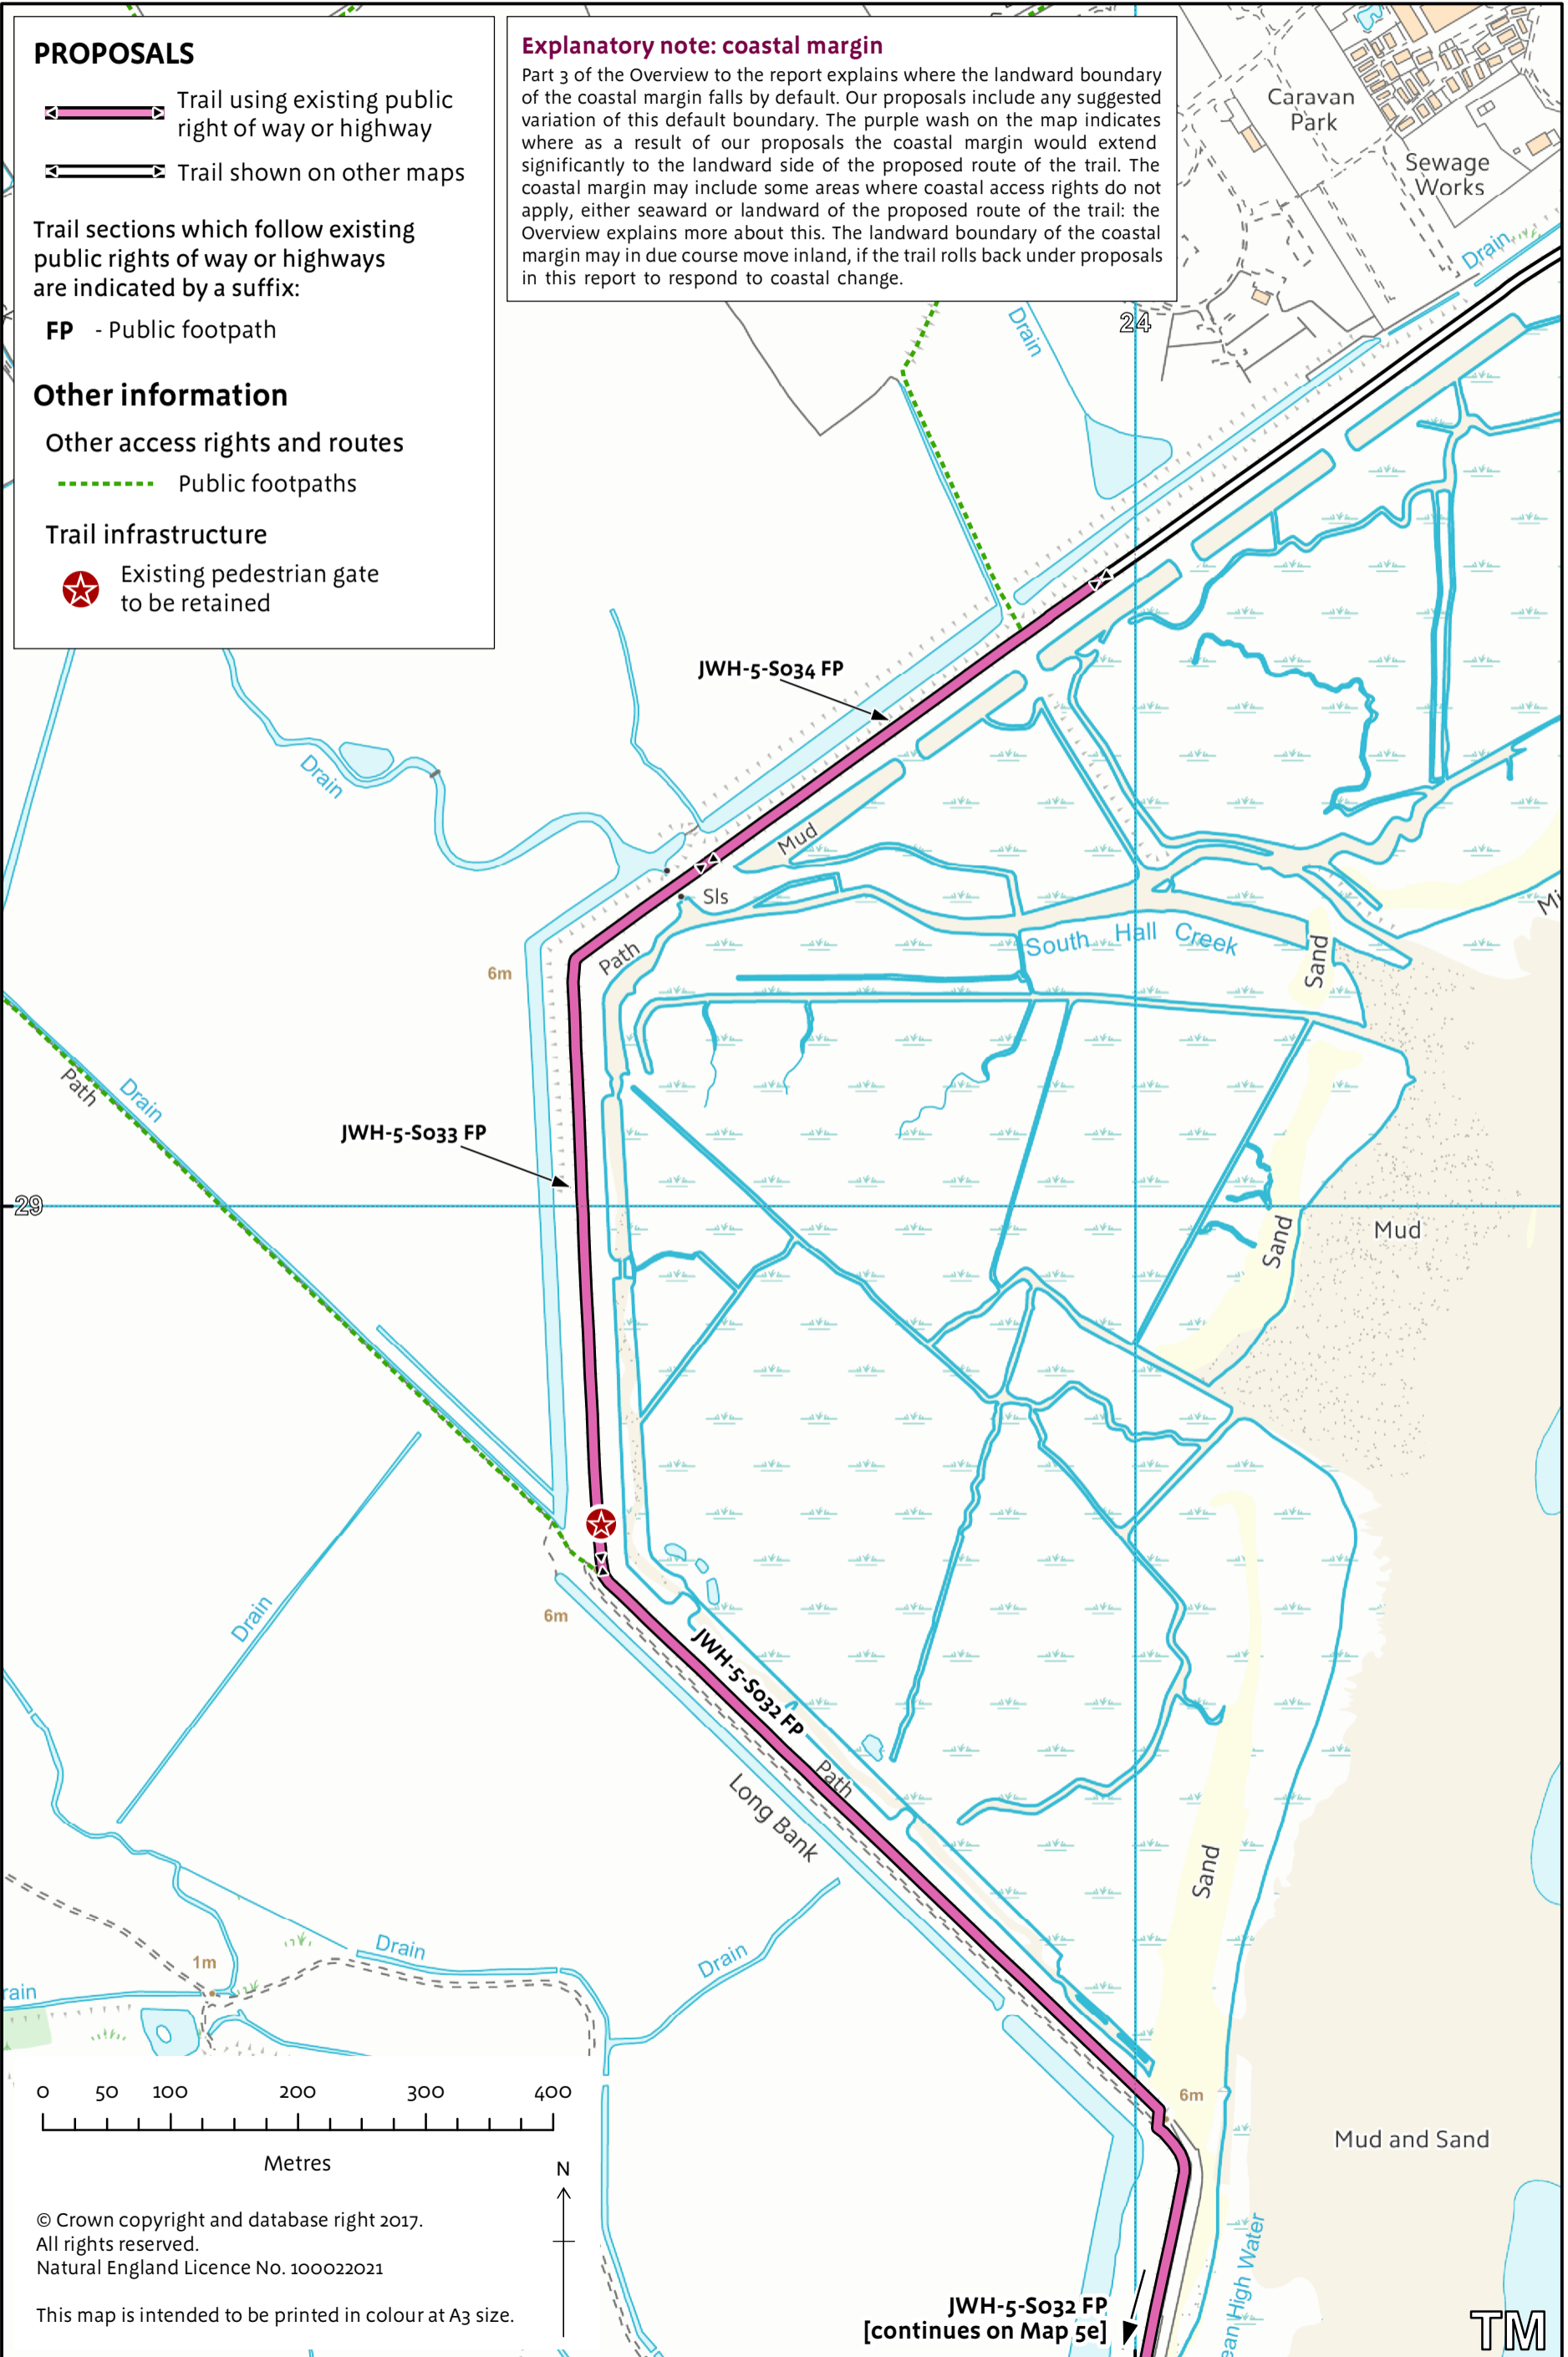 PROPOSALS
Trail using existing public
right of way or highway
Trail shown on other maps
Trail sections which follow existing
public rights of way or highways
are indicated by a suffix:
FP - Public footpath
Other information
Other access rights and routes
Public footpaths
Trail infrastructure
Existing pedestrian gate
to be retained
Explanatory note: coastal margin
Part 3 of the Overview to the report explains where the landward boundary
of the coastal margin falls by default. Our proposals include any suggested
variation of this default boundary. The purple wash on the map indicates
where as a result of our proposals the coastal margin would extend
significantly to the landward side of the proposed route of the trail. The
coastal margin may include some areas where coastal access rights do not
apply, either seaward or landward of the proposed route of the trail: the
Overview explains more about this. The landward boundary of the coastal
margin may in due course move inland, if the trail rolls back under proposals
in this report to respond to coastal change.
Caravan
Park
Sewage
Works
Drain
Drain
24
JWH-5-S034 FP
Drain
Mud
Sls
Path
6m
South Hall Creek
Sand
Mi
Path
Drain
JWH-5-S033 FP
29
Sand
Mud
6m
Drain
JWH-5-S032 FP
Path
Long Bank
Sand
Drain
Drain
1m
rain
6m
Mud and Sand
0 50 100 200 300 400
Metres
N
© Crown copyright and database right 2017.
All rights reserved.
Natural England Licence No. 100022021
This map is intended to be printed in colour at A3 size.
JWH-5-S032 FP
[continues on Map 5e]
ean High Water
TM